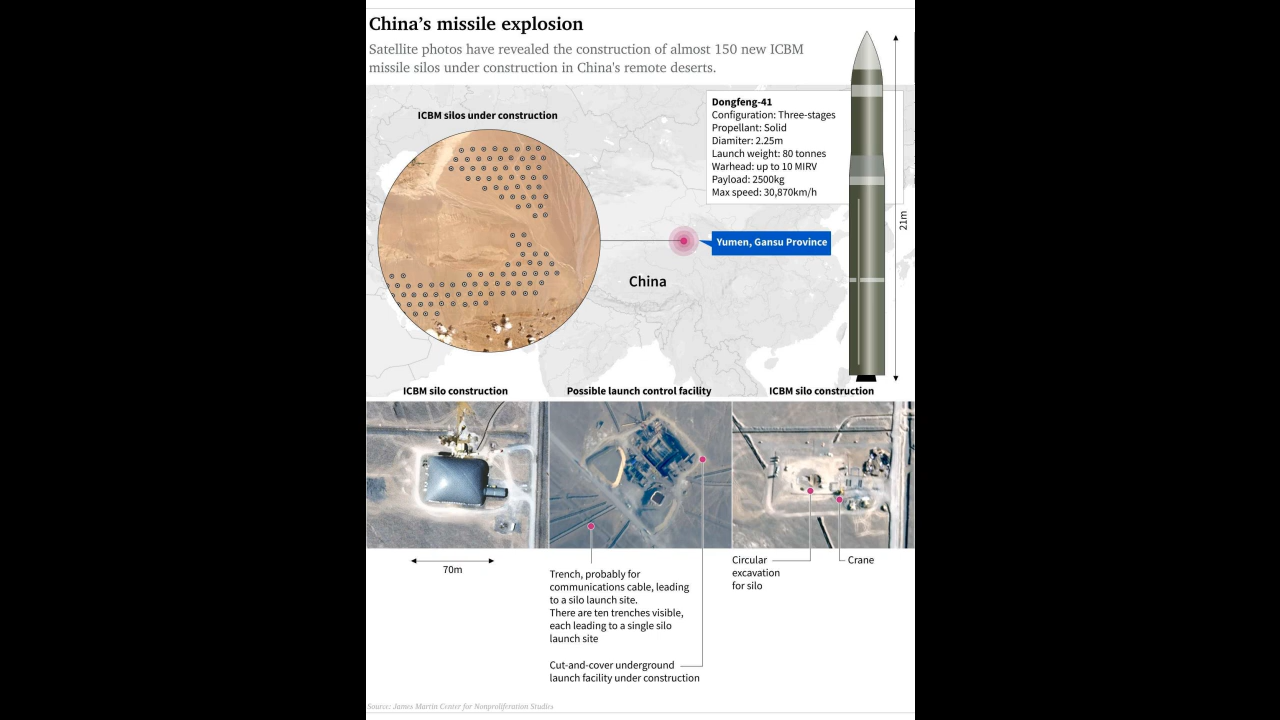 China's missile explosion
Satellite photos have revealed the construction of almost 150 new ICBM
missile silos under construction in China's remote deserts.
ICBM silos under construction
Dongfeng-41
Configuration: Three-stages
Propellant: Solid
Diamiter: 2.25m
Launch weight: 80 tonnes
Warhead: up to 10 MIRV
Payload: 2500kg
Max speed: 30,870km/h
21m
Yumen, Gansu Province
China
ICBM silo construction
Possible launch control facility
ICBM silo construction
70m
Trench, probably for
communications cable, leading
to a silo launch site.
There are ten trenches visible,
each leading to a single silo
launch site
Cut-and-cover underground
launch facility under construction
Circular
excavation
for silo
Crane
Source: James Martin Center for Nonproliferation Studies